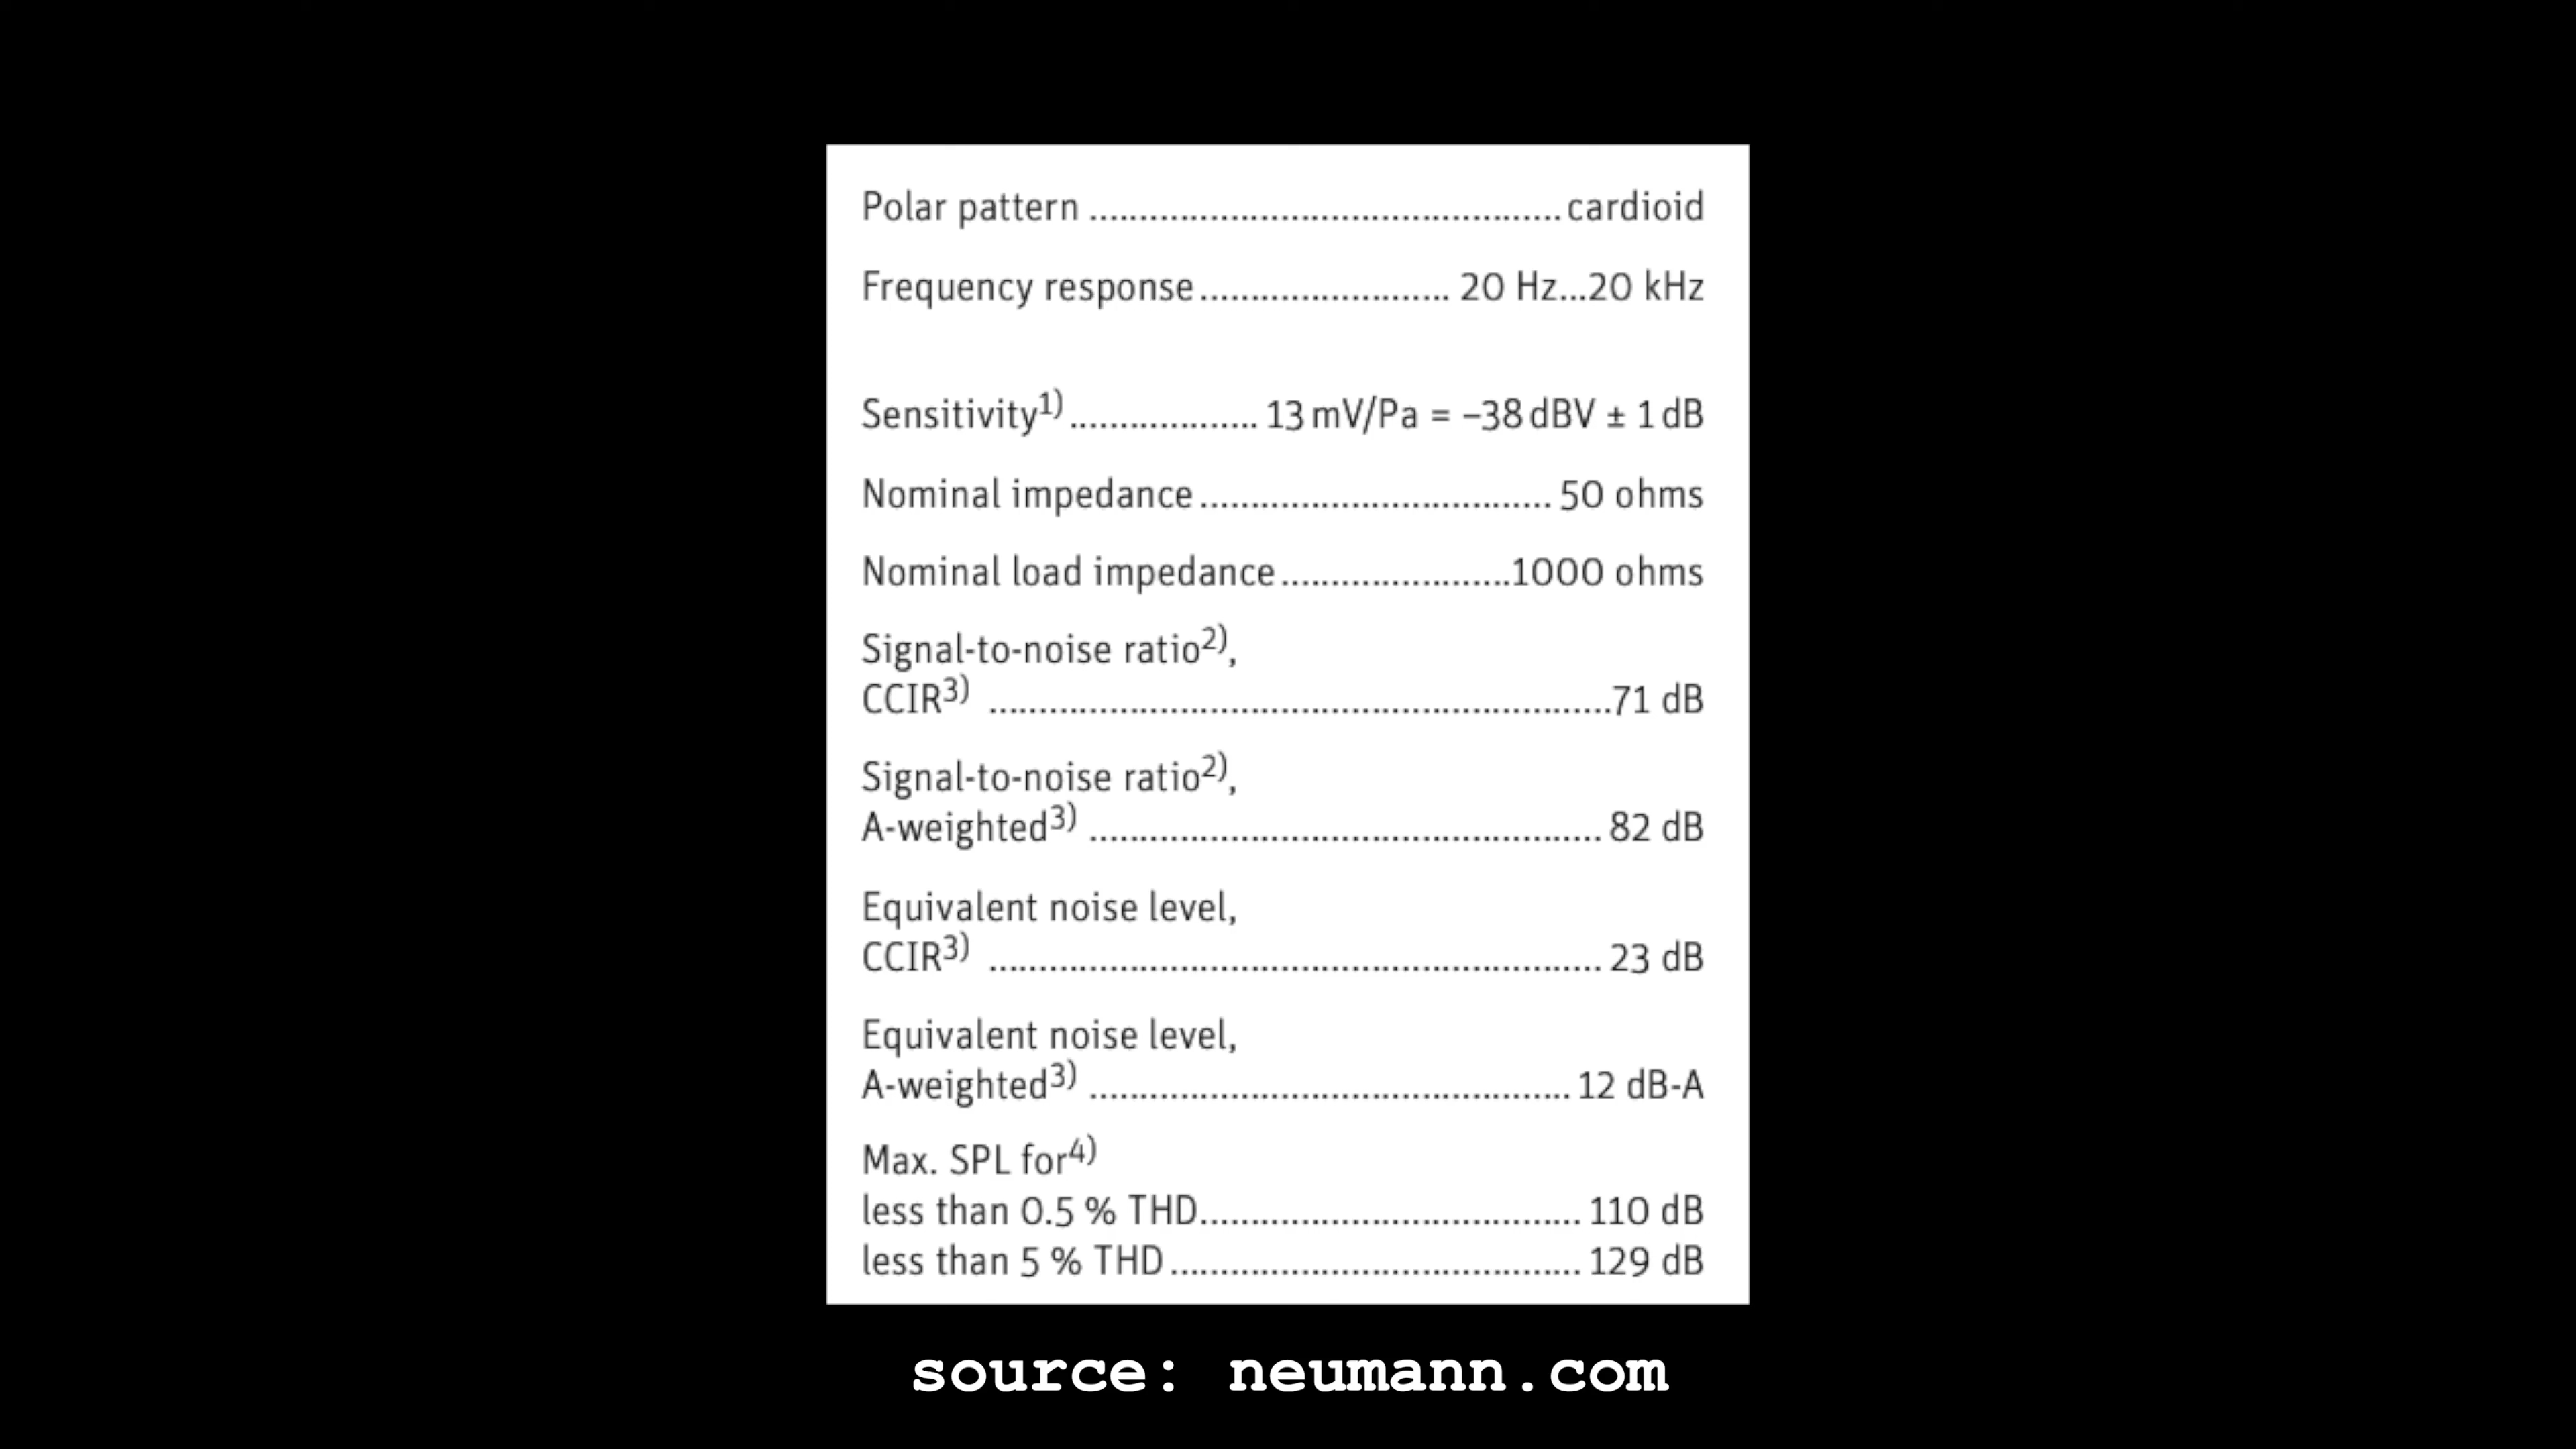 Polar pattern ............................................... cardioid
Frequency response......................... 20 Hz...20 kHz
Sensitivity1) ................... 13 mV/Pa = –38 dBV ± 1 dB
Nominal impedance ................................... 50 ohms
Nominal load impedance.......................1000 ohms
Signal-to-noise ratio2),
CCIR3) ..............................................................71 dB
Signal-to-noise ratio2),
A-weighted3) ................................................... 82 dB
Equivalent noise level,
CCIR3) ............................................................. 23 dB
Equivalent noise level,
A-weighted3) ................................................ 12 dB-A
Max. SPL for4)
less than 0.5 % THD...................................... 110 dB
less than 5 % THD......................................... 129 dB
source: neumann.com